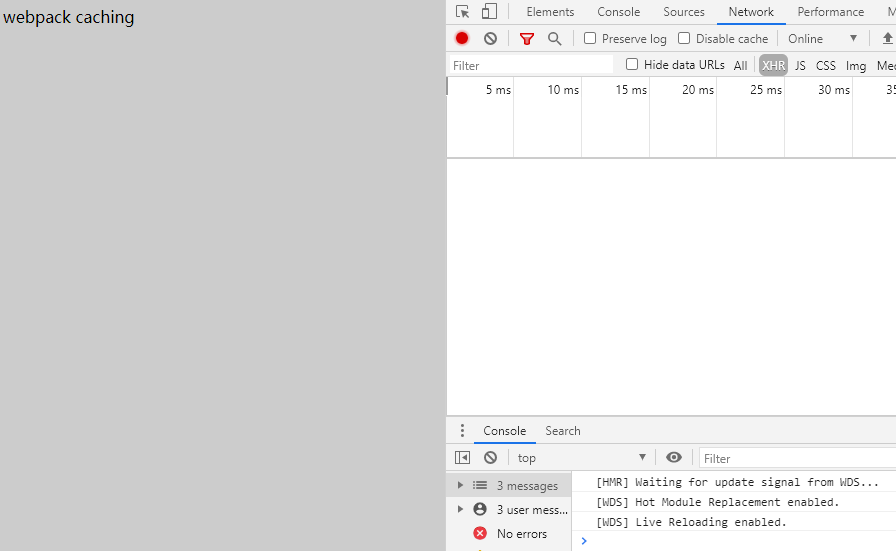 webpack caching
Elements Console Sources Network Performance
Preserve log Disable cache Online
Filter Hide data URLs All XHR JS CSS Img
5 ms 10 ms 15 ms 20 ms 25 ms 30 ms
Console Search
top Filter
3 messages
3 user mess...
No errors
[HMR] Waiting for update signal from WDS...
[WDS] Hot Module Replacement enabled.
[WDS] Live Reloading enabled.